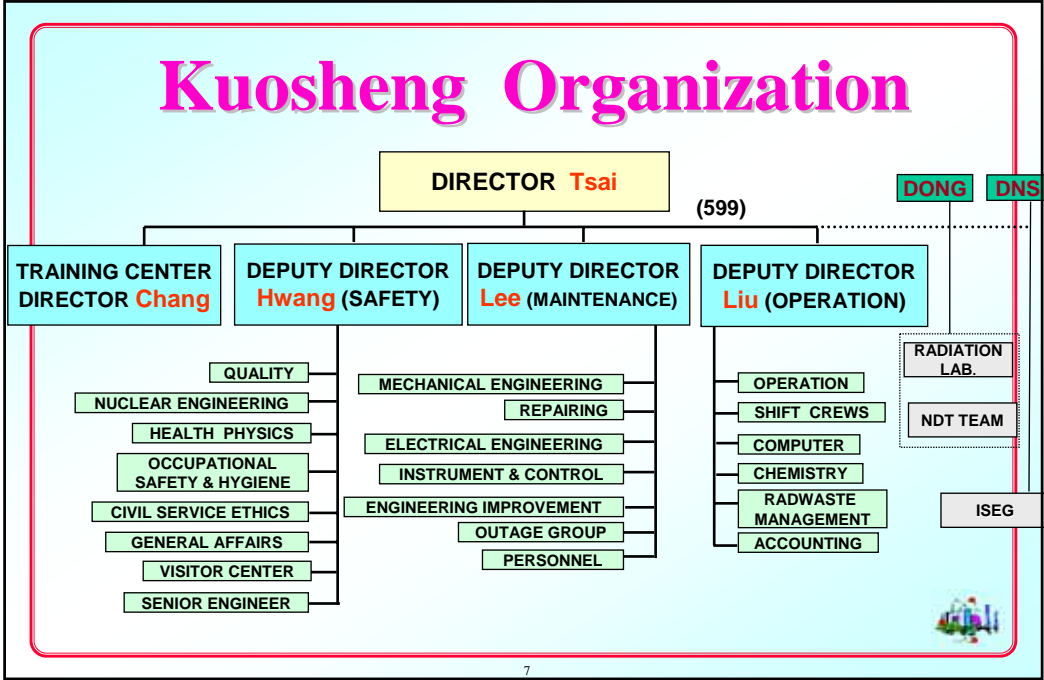 Kuosheng Organization
DIRECTOR Tsai
(599)
DONG
DNS
TRAINING CENTER
DIRECTOR Chang
DEPUTY DIRECTOR
Hwang (SAFETY)
DEPUTY DIRECTOR
Lee (MAINTENANCE)
DEPUTY DIRECTOR
Liu (OPERATION)
QUALITY
NUCLEAR ENGINEERING
HEALTH PHYSICS
OCCUPATIONAL
SAFETY & HYGIENE
CIVIL SERVICE ETHICS
GENERAL AFFAIRS
VISITOR CENTER
SENIOR ENGINEER
MECHANICAL ENGINEERING
REPAIRING
ELECTRICAL ENGINEERING
INSTRUMENT & CONTROL
ENGINEERING IMPROVEMENT
OUTAGE GROUP
PERSONNEL
OPERATION
SHIFT CREWS
COMPUTER
CHEMISTRY
RADWASTE
MANAGEMENT
ACCOUNTING
RADIATION
LAB.
NDT TEAM
ISEG
7